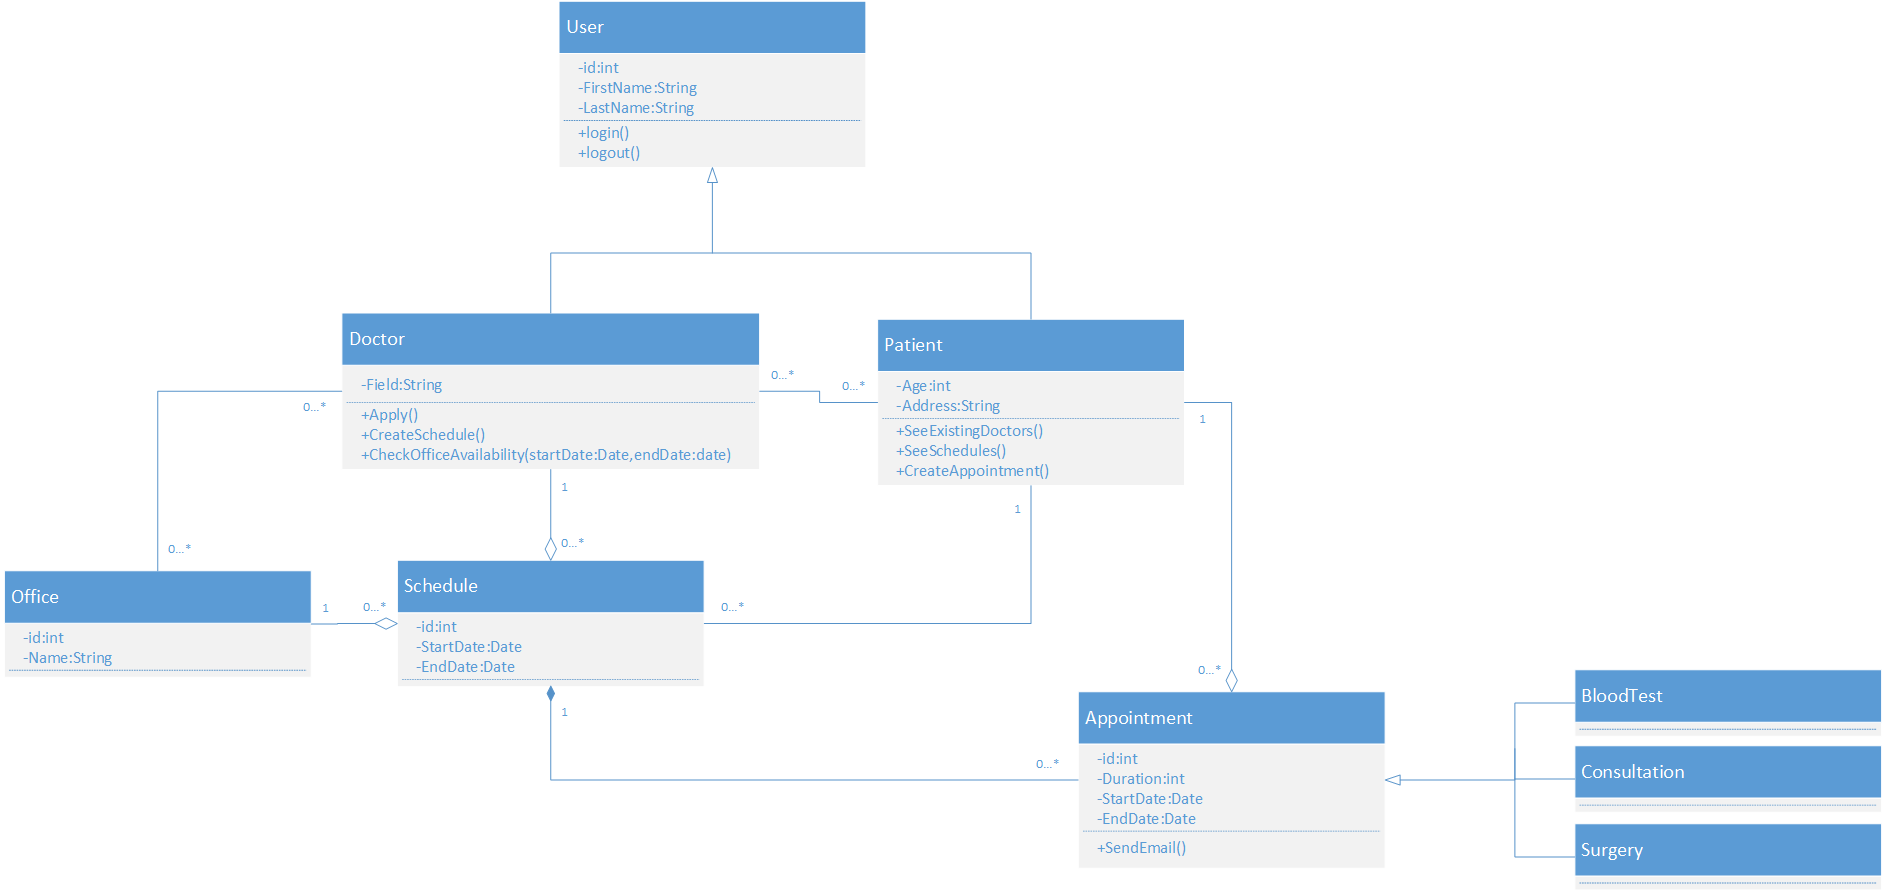 User
-id:int
-FirstName:String
-LastName:String
+login()
+logout()
Doctor
-Field:String
+Apply()
+CreateSchedule()
+CheckOfficeAvailability(startDate:Date,endDate:date)
Patient
-Age:int
-Address:String
+SeeExistingDoctors()
+SeeSchedules()
+CreateAppointment()
0...*
0...*
0...*
1
1
1
0...*
0...*
Office
-id:int
-Name:String
1
0...*
Schedule
-id:int
-StartDate:Date
-EndDate:Date
0...*
1
0...*
0...*
Appointment
-id:int
-Duration:int
-StartDate:Date
-EndDate:Date
+SendEmail()
BloodTest
Consultation
Surgery